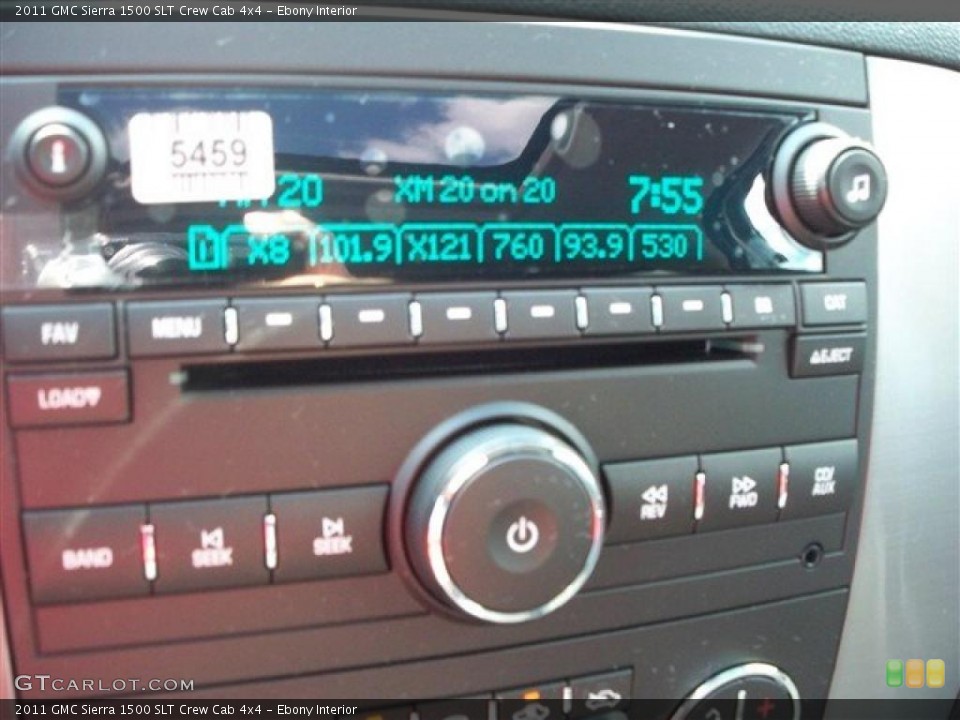 2011 GMC Sierra 1500 SLT Crew Cab 4x4 - Ebony Interior
5459
20 XM 20 on 20 7:55
X8 101.9 X121 760 93.9 530
FAV MENU CAT
EJECT
LOAD
REV FWD CD/AUX
BAND SEEK SEEK
GTCARLOT.COM
2011 GMC Sierra 1500 SLT Crew Cab 4x4 - Ebony Interior